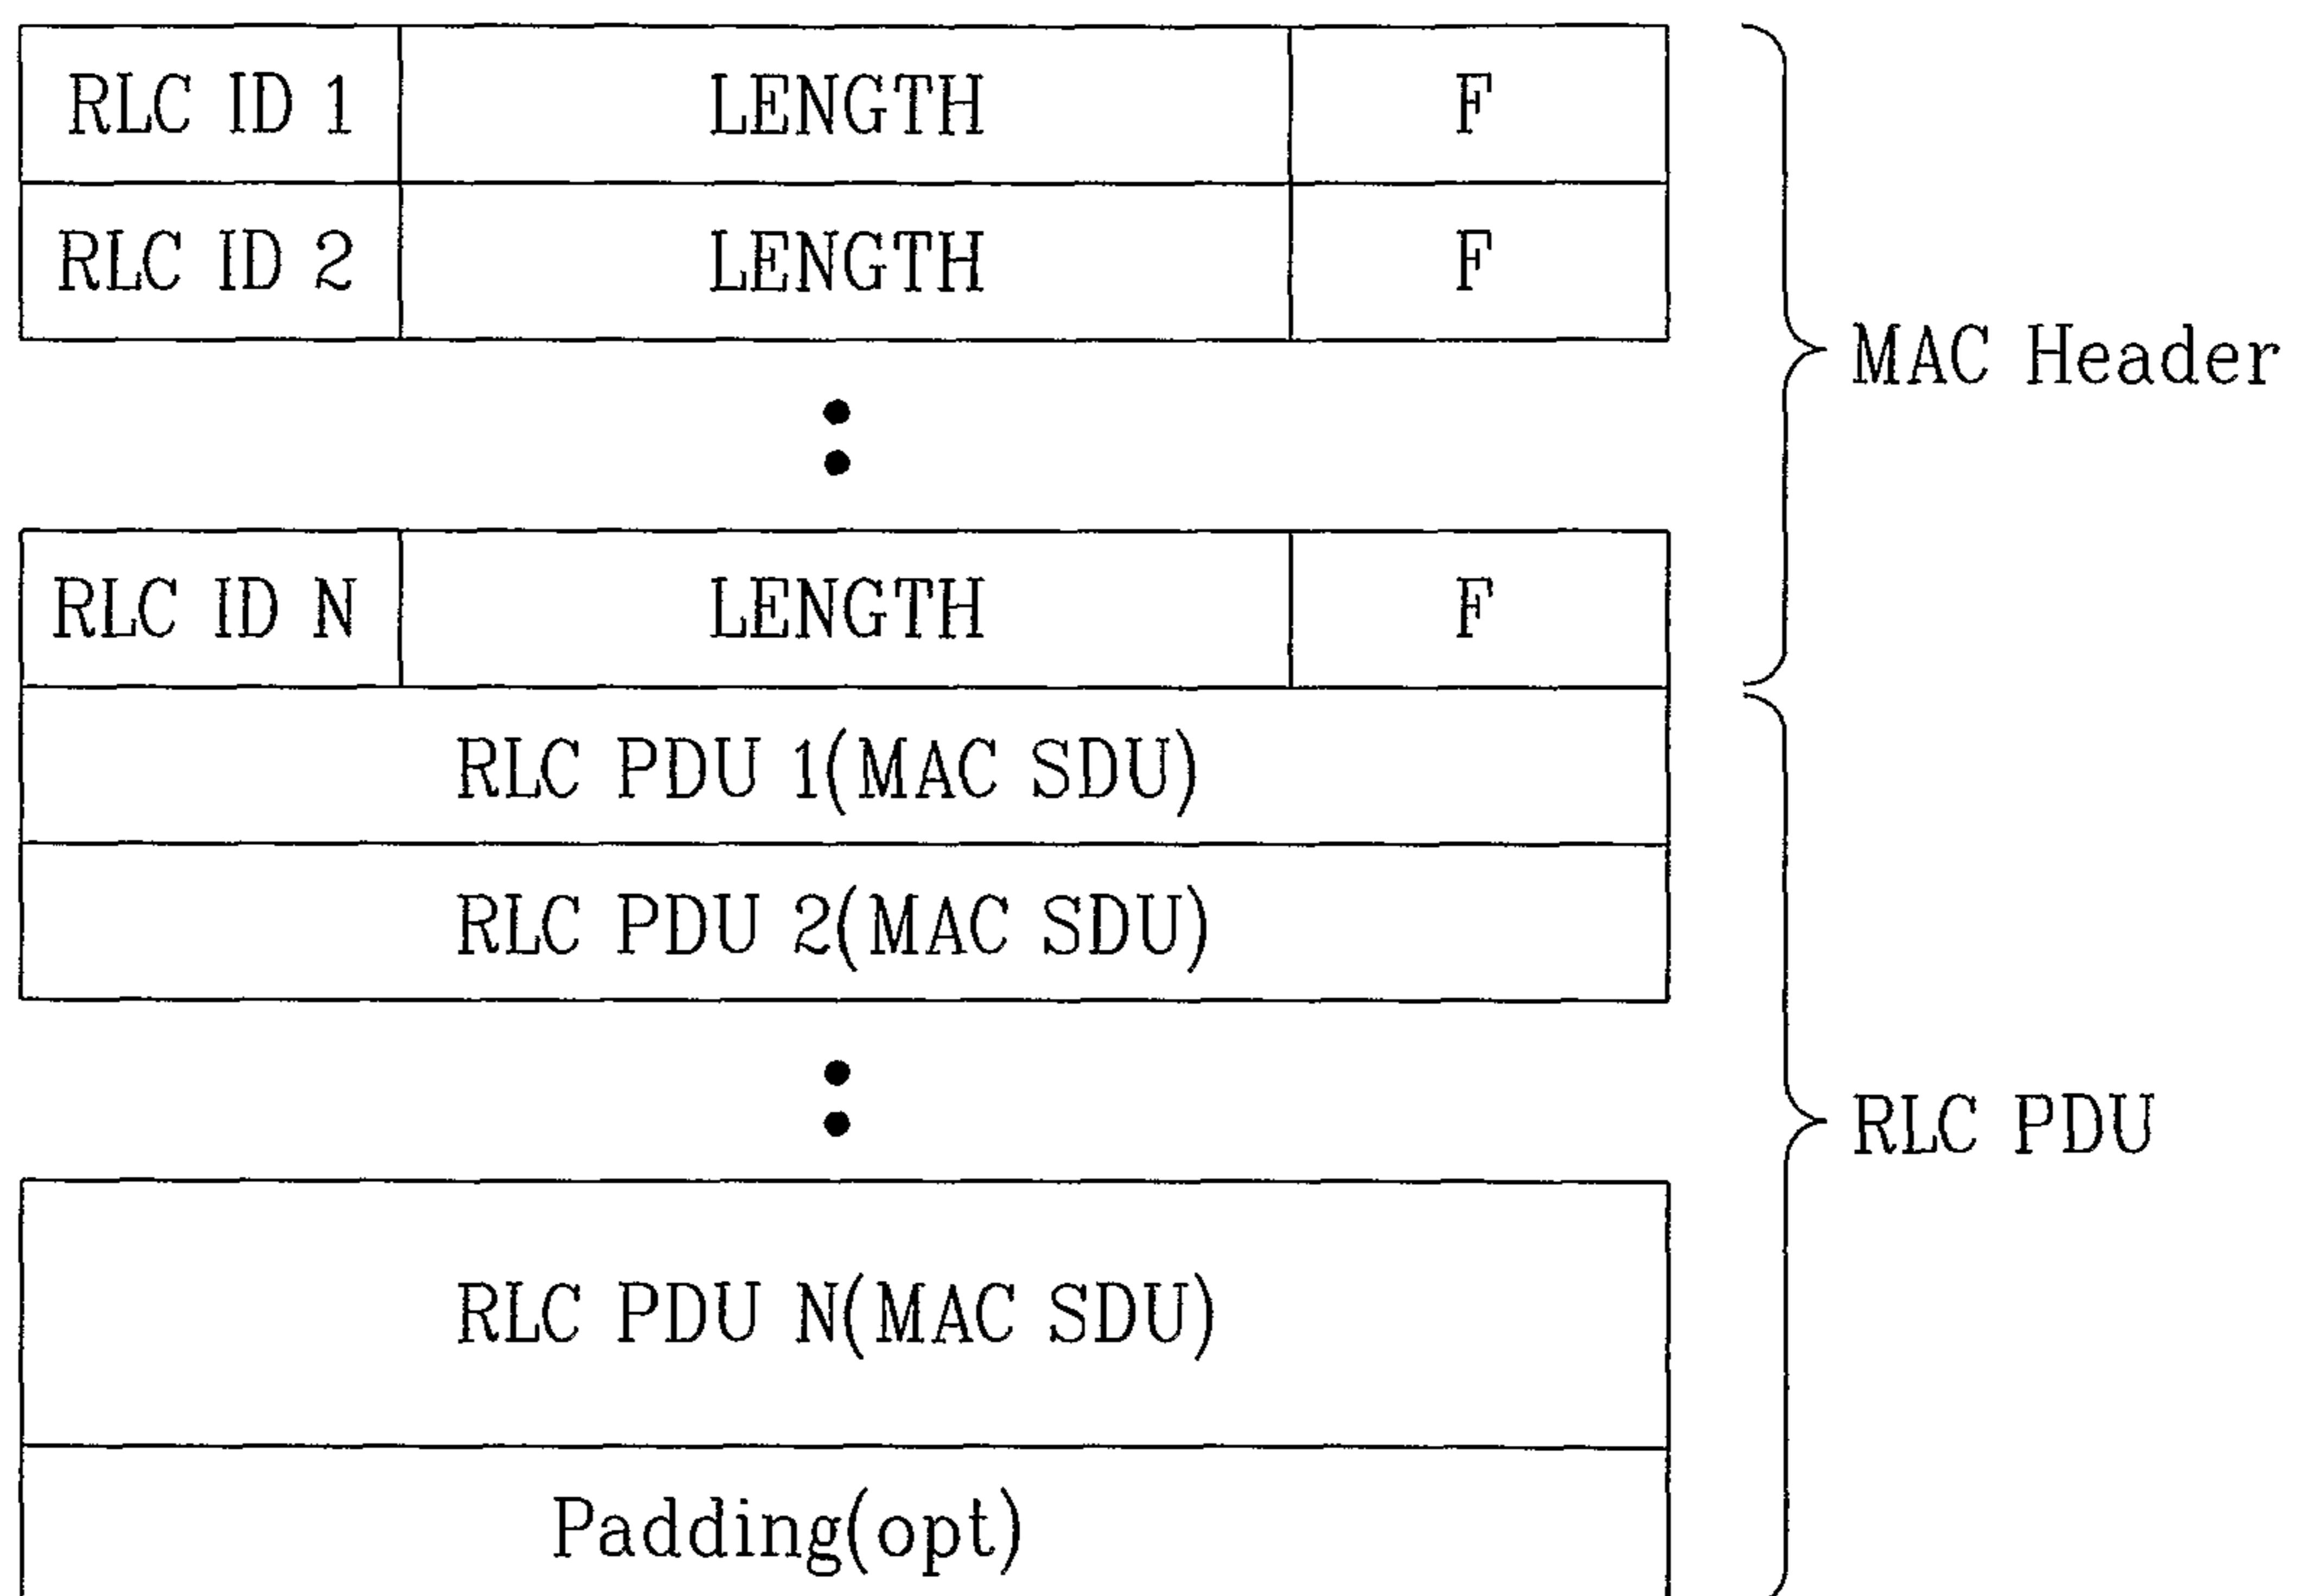 RLC ID 1 LENGTH F
RLC ID 2 LENGTH F
MAC Header
RLC ID N LENGTH F
RLC PDU 1(MAC SDU)
RLC PDU 2(MAC SDU)
RLC PDU
RLC PDU N(MAC SDU)
Padding(opt)